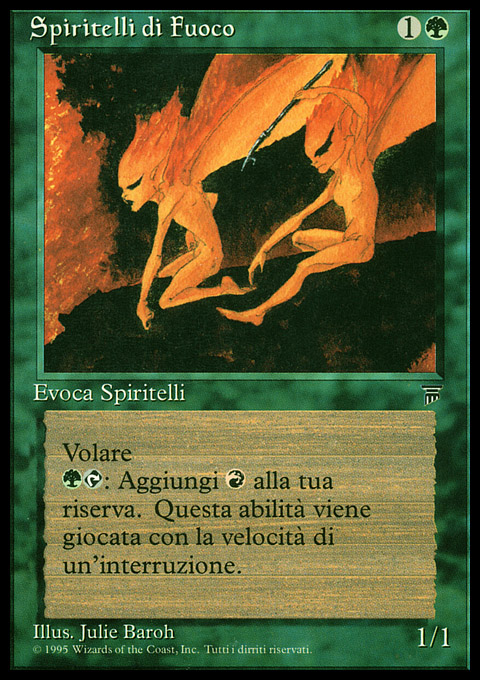 Spiritelli di Fuoco 1
Evoca Spiritelli
Volare
: Aggiungi alla tua
riserva. Questa abilità viene
giocata con la velocità di
un'interruzione.
Illus. Julie Baroh
1/1
© 1995 Wizards of the Coast, Inc. Tutti i dirriti riservati.